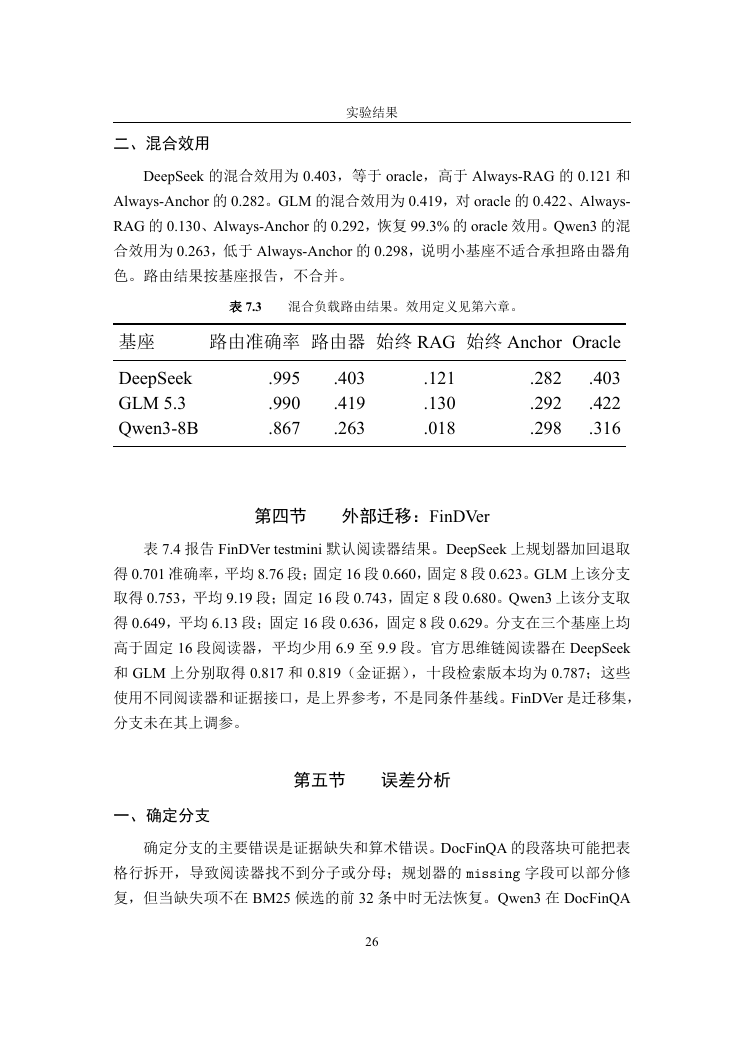 实验结果
二、混合效用
DeepSeek 的混合效用为 0.403，等于 oracle，高于 Always-RAG 的 0.121 和
Always-Anchor 的 0.282。GLM 的混合效用为 0.419，对 oracle 的 0.422、Always-
RAG 的 0.130、Always-Anchor 的 0.292，恢复 99.3% 的 oracle 效用。Qwen3 的混
合效用为 0.263，低于 Always-Anchor 的 0.298，说明小基座不适合承担路由器角
色。路由结果按基座报告，不合并。
表 7.3 混合负载路由结果。效用定义见第六章。
基座 路由准确率 路由器 始终 RAG 始终 Anchor Oracle
DeepSeek .995 .403 .121 .282 .403
GLM 5.3 .990 .419 .130 .292 .422
Qwen3-8B .867 .263 .018 .298 .316
第四节 外部迁移：FinDVer
表 7.4 报告 FinDVer testmini 默认阅读器结果。DeepSeek 上规划器加回退取
得 0.701 准确率，平均 8.76 段；固定 16 段 0.660，固定 8 段 0.623。GLM 上该分支
取得 0.753，平均 9.19 段；固定 16 段 0.743，固定 8 段 0.680。Qwen3 上该分支取
得 0.649，平均 6.13 段；固定 16 段 0.636，固定 8 段 0.629。分支在三个基座上均
高于固定 16 段阅读器，平均少用 6.9 至 9.9 段。官方思维链阅读器在 DeepSeek
和 GLM 上分别取得 0.817 和 0.819（金证据），十段检索版本均为 0.787；这些
使用不同阅读器和证据接口，是上界参考，不是同条件基线。FinDVer 是迁移集，
分支未在其上调参。
第五节 误差分析
一、确定分支
确定分支的主要错误是证据缺失和算术错误。DocFinQA 的段落块可能把表
格行拆开，导致阅读器找不到分子或分母；规划器的 missing 字段可以部分修
复，但当缺失项不在 BM25 候选的前 32 条中时无法恢复。Qwen3 在 DocFinQA
26